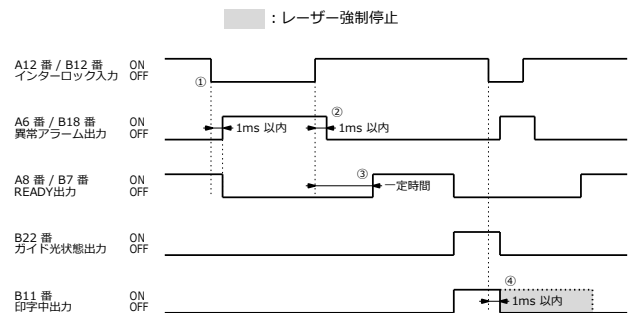 ：レーザー強制停止
A12 番 / B12 番 ON
インターロック入力 OFF
①
A6 番 / B18 番 ON
異常アラーム出力 OFF
1ms 以内
②
1ms 以内
A8 番 / B7 番 ON
READY出力 OFF
③
一定時間
B22 番 ON
ガイド光状態出力 OFF
B11 番 ON
印字中出力 OFF
④
1ms 以内